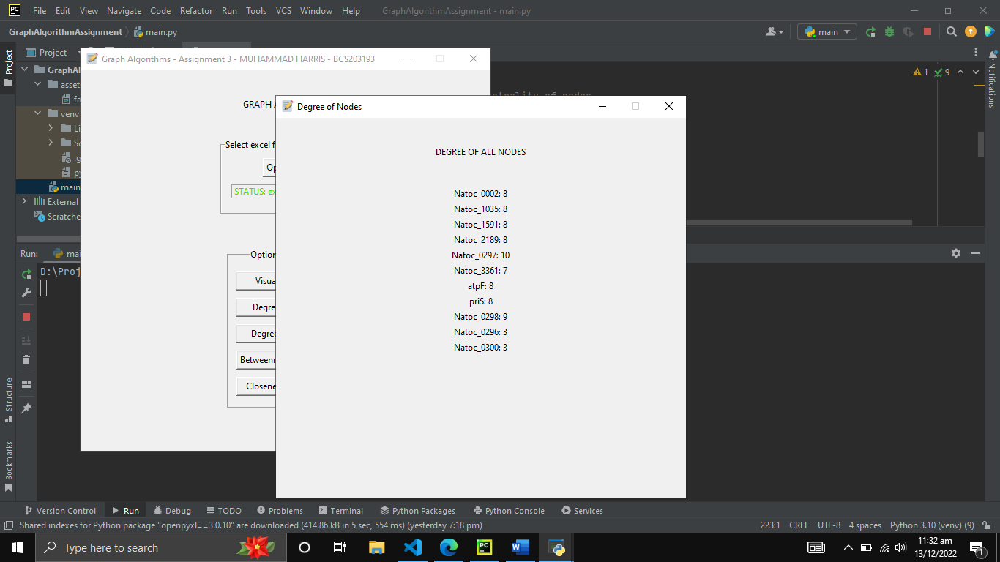 File Edit View Navigate Code Refactor Run Tools VCS Window Help GraphAlgorithmAssignment - main.py
GraphAlgorithmAssignment main.py main
Project
Project
GraphAl
asset
fa
venv
Li
.g
py
main
External
Scratche
1 9
Notifications
Graph Algorithms - Assignment 3 - MUHAMMAD HARRIS - BCS203193
GRAPH
Select excel f
Op
STATUS: ex
Option
Visua
Degre
Degree
Between
Closene
of nodes
Degree of Nodes
DEGREE OF ALL NODES
Natoc_0002: 8
Natoc_1035: 8
Natoc_1591: 8
Natoc_2189: 8
Natoc_0297: 10
Natoc_3361: 7
atpF: 8
priS: 8
Natoc_0298: 9
Natoc_0296: 3
Natoc_0300: 3
Run: mai
D:\Proj
Structure
Bookmarks
Version Control Run Debug TODO Problems Terminal Python Packages Python Console Services
Shared indexes for Python package "openpyxl==3.0.10" are downloaded (414.86 kB in 5 sec, 554 ms) (yesterday 7:18 pm) 223:1 CRLF UTF-8 4 spaces Python 3.10 (venv) (9)
Type here to search
11:32 am
13/12/2022
1